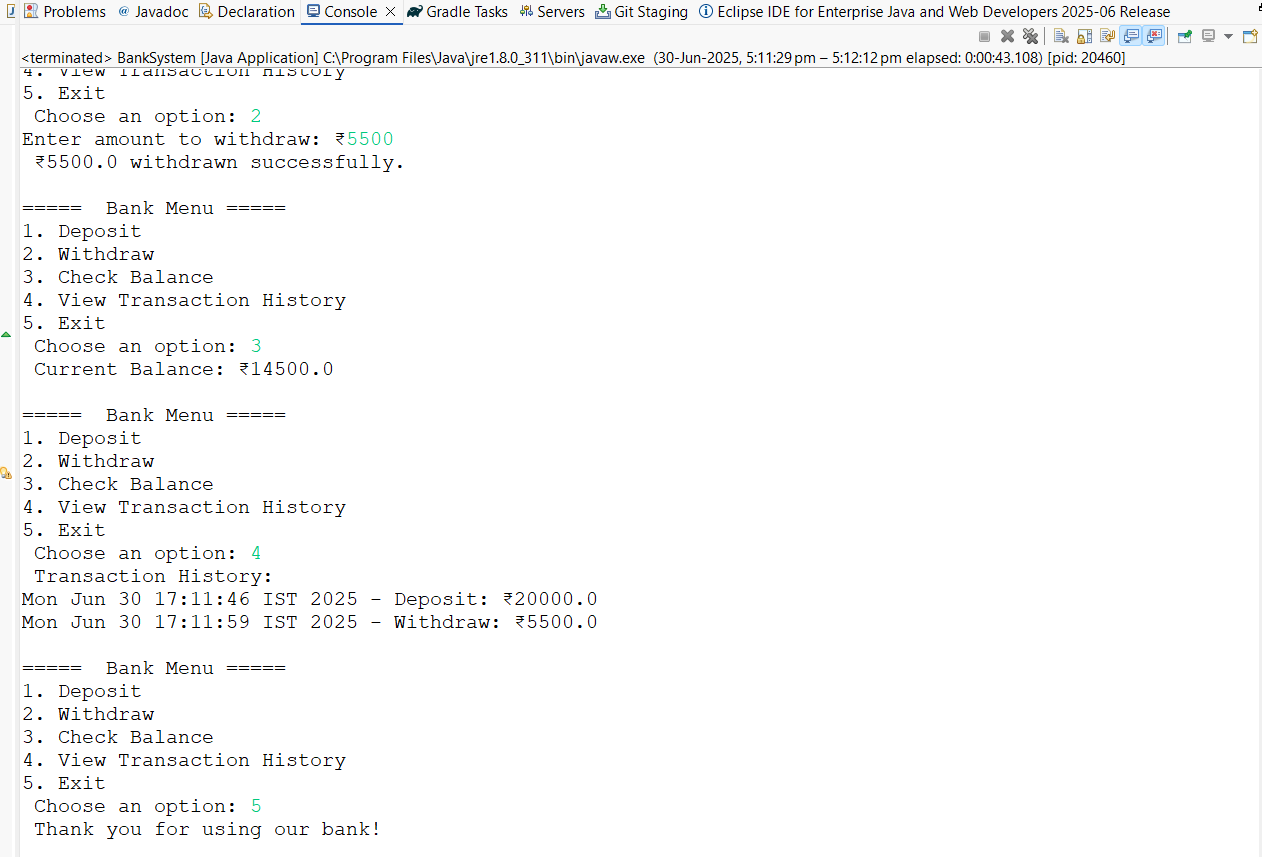 Problems @ Javadoc Declaration Console Gradle Tasks Servers Git Staging Eclipse IDE for Enterprise Java and Web Developers 2025-06 Release
<terminated> BankSystem [Java Application] C:\Program Files\Java\jre1.8.0_311\bin\javaw.exe (30-Jun-2025, 5:11:29 pm – 5:12:12 pm elapsed: 0:00:43.108) [pid: 20460]
4. View Transaction History
5. Exit
Choose an option: 2
Enter amount to withdraw: ₹5500
₹5500.0 withdrawn successfully.
===== Bank Menu =====
1. Deposit
2. Withdraw
3. Check Balance
4. View Transaction History
5. Exit
Choose an option: 3
Current Balance: ₹14500.0
===== Bank Menu =====
1. Deposit
2. Withdraw
3. Check Balance
4. View Transaction History
5. Exit
Choose an option: 4
Transaction History:
Mon Jun 30 17:11:46 IST 2025 - Deposit: ₹20000.0
Mon Jun 30 17:11:59 IST 2025 - Withdraw: ₹5500.0
===== Bank Menu =====
1. Deposit
2. Withdraw
3. Check Balance
4. View Transaction History
5. Exit
Choose an option: 5
Thank you for using our bank!